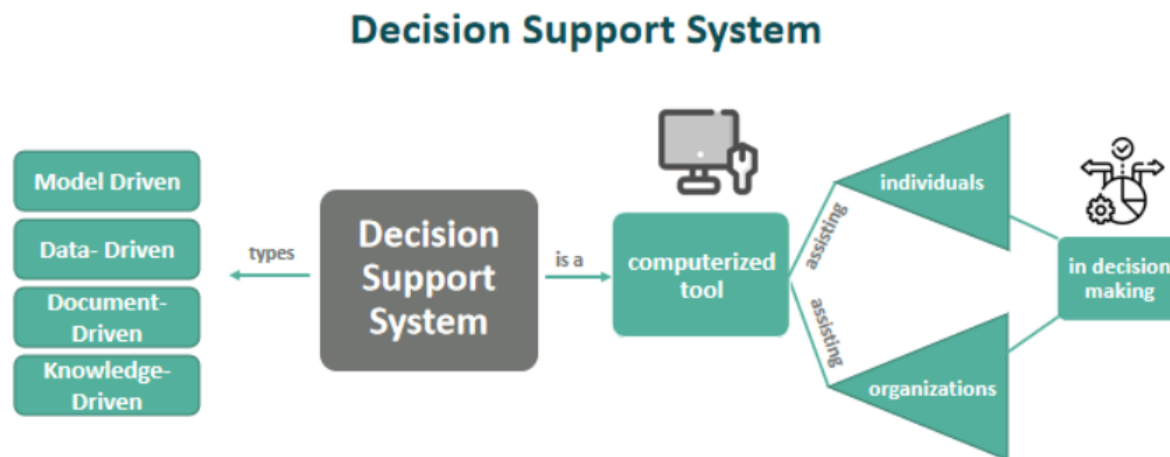 Decision Support System
Model Driven
Data- Driven
Document-
Driven
Knowledge-
Driven
types
Decision
Support
System
is a
computerized
tool
assisting
assisting
individuals
organizations
in decision
making